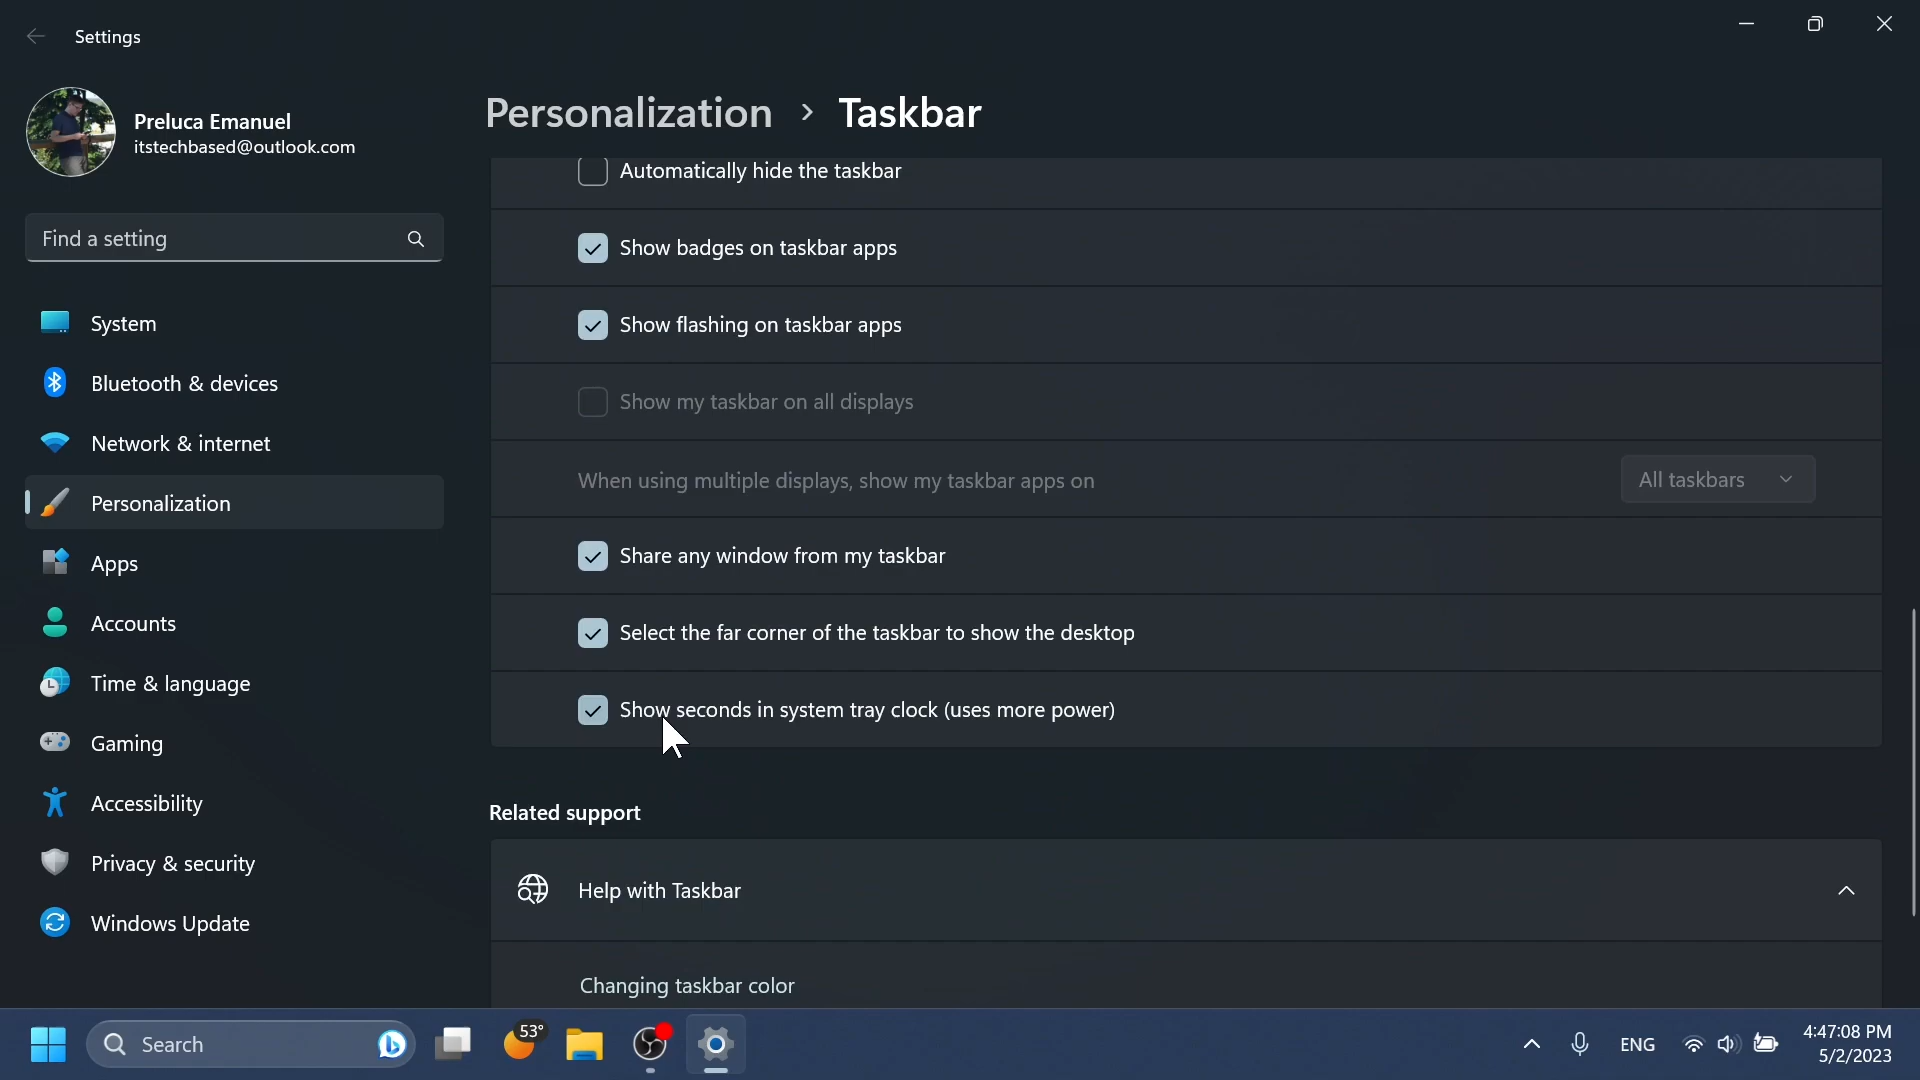 Settings
Preluca Emanuel
itstechbased@outlook.com
Find a setting
System
Bluetooth & devices
Network & internet
Personalization
Apps
Accounts
Time & language
Gaming
Accessibility
Privacy & security
Windows Update
Personalization > Taskbar
Automatically hide the taskbar
Show badges on taskbar apps
Show flashing on taskbar apps
Show my taskbar on all displays
When using multiple displays, show my taskbar apps on All taskbars
Share any window from my taskbar
Select the far corner of the taskbar to show the desktop
Show seconds in system tray clock (uses more power)
Related support
Help with Taskbar
Changing taskbar color
Search
53°
ENG
4:47:08 PM
5/2/2023